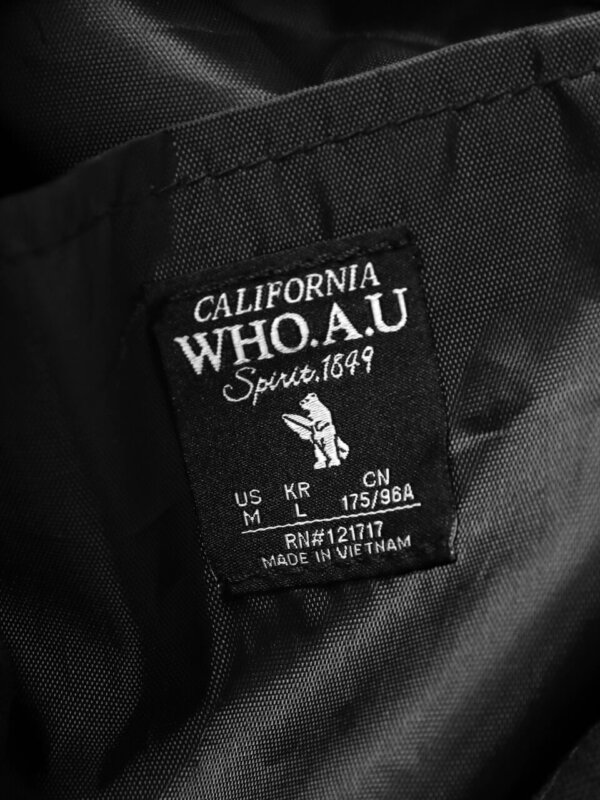 CALIFORNIA
WHO.A.U
Spirit.1849
US KR CN
M L 175/96A
RN#121717
MADE IN VIETNAM